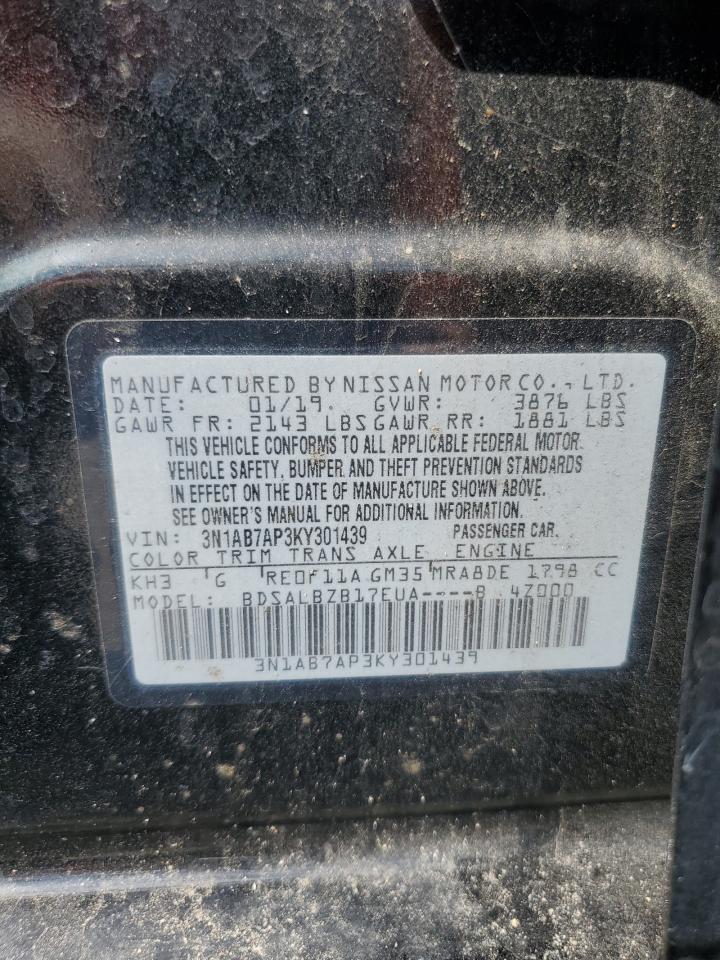 MANUFACTURED BY NISSAN MOTOR CO., LTD.
DATE: 01/19. GVWR: 3876 LBS
GAWR FR: 2143 LBS GAWR RR: 1881 LBS
THIS VEHICLE CONFORMS TO ALL APPLICABLE FEDERAL MOTOR
VEHICLE SAFETY, BUMPER AND THEFT PREVENTION STANDARDS
IN EFFECT ON THE DATE OF MANUFACTURE SHOWN ABOVE.
SEE OWNER'S MANUAL FOR ADDITIONAL INFORMATION.
VIN: 3N1AB7AP3KY301439 PASSENGER CAR.
COLOR TRIM TRANS AXLE ENGINE
KH3 G RE0F11A GM35 MRA8DE 1798 CC
MODEL: BDSALBZB17EUA----B 4Z000
3N1AB7AP3KY301439